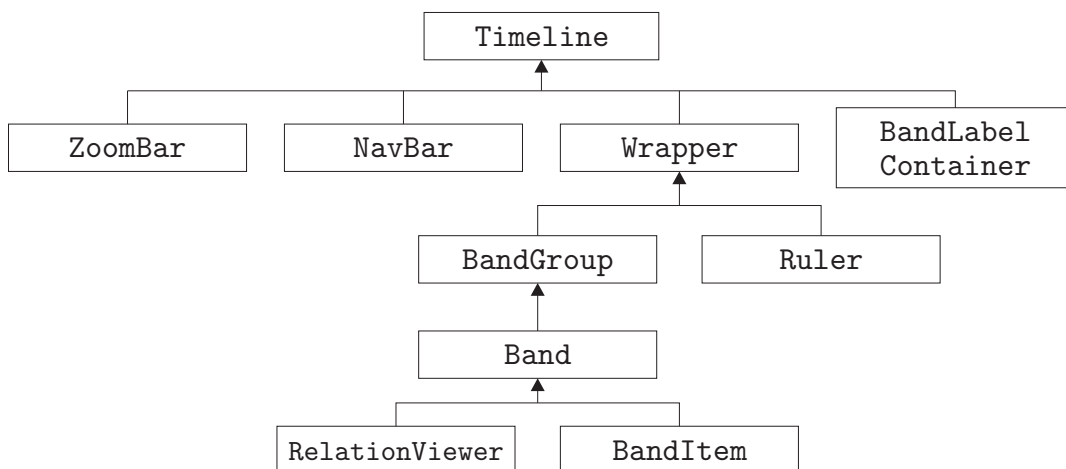 Timeline
ZoomBar
NavBar
Wrapper
BandLabel
Container
BandGroup
Ruler
Band
RelationViewer
BandItem